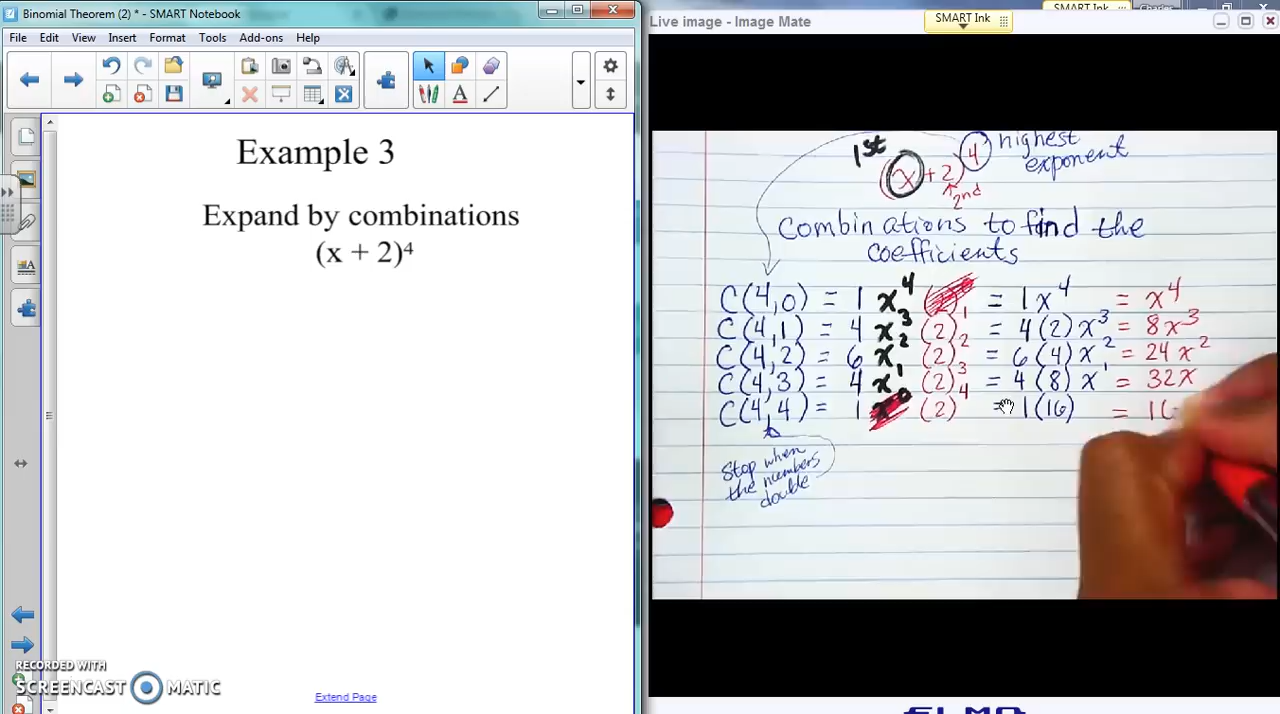 Binomial Theorem (2) * - SMART Notebook
File Edit View Insert Format Tools Add-ons Help
Example 3
Expand by combinations
(x + 2)⁴
Extend Page
RECORDED WITH
SCREENCAST MATIC
Live image - Image Mate
SMART Ink
SMART Ink
1st
(x + 2)⁴
highest
exponent
2nd
Combinations to find the
coefficients
C(4,0) = 1 x⁴ = 1x⁴ = x⁴
C(4,1) = 4 x³ (2)¹ = 4(2)x³ = 8x³
C(4,2) = 6 x² (2)² = 6(4)x² = 24x²
C(4,3) = 4 x¹ (2)³ = 4(8)x¹ = 32x
C(4,4) = 1 x⁰ (2)⁴ = 1(16) = 16
Stop when
the numbers
double